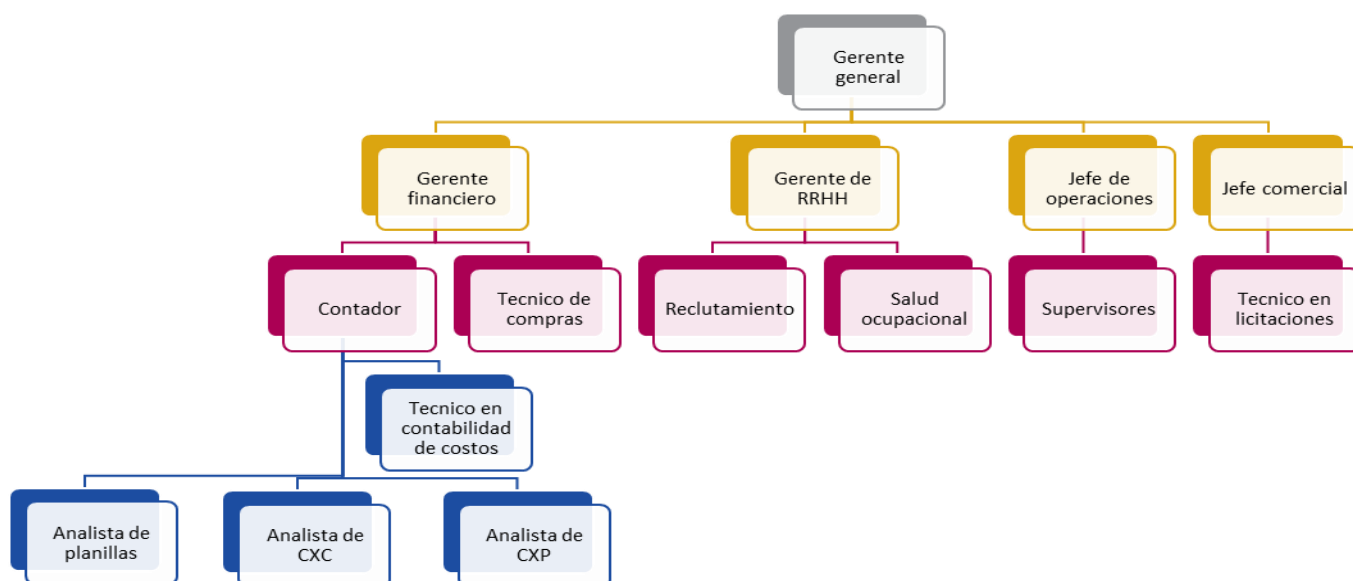 Gerente
general
Gerente
financiero
Gerente de
RRHH
Jefe de
operaciones
Jefe comercial
Contador
Tecnico de
compras
Reclutamiento
Salud
ocupacional
Supervisores
Tecnico en
licitaciones
Tecnico en
contabilidad
de costos
Analista de
planillas
Analista de
CXC
Analista de
CXP